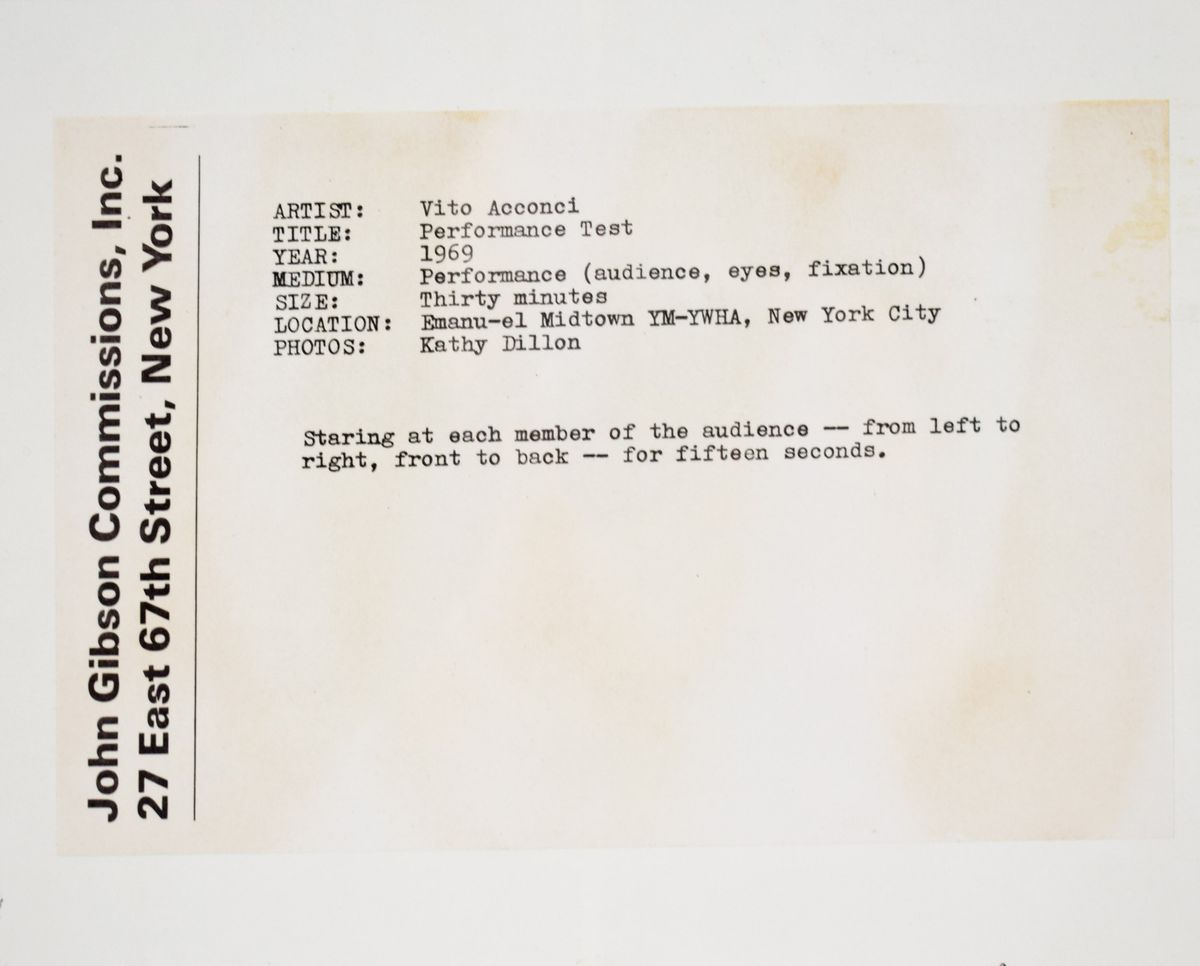 John Gibson Commissions, Inc.
27 East 67th Street, New York
ARTIST: Vito Acconci
TITLE: Performance Test
YEAR: 1969
MEDIUM: Performance (audience, eyes, fixation)
SIZE: Thirty minutes
LOCATION: Emanu-el Midtown YM-YWHA, New York City
PHOTOS: Kathy Dillon
Staring at each member of the audience -- from left to
right, front to back -- for fifteen seconds.